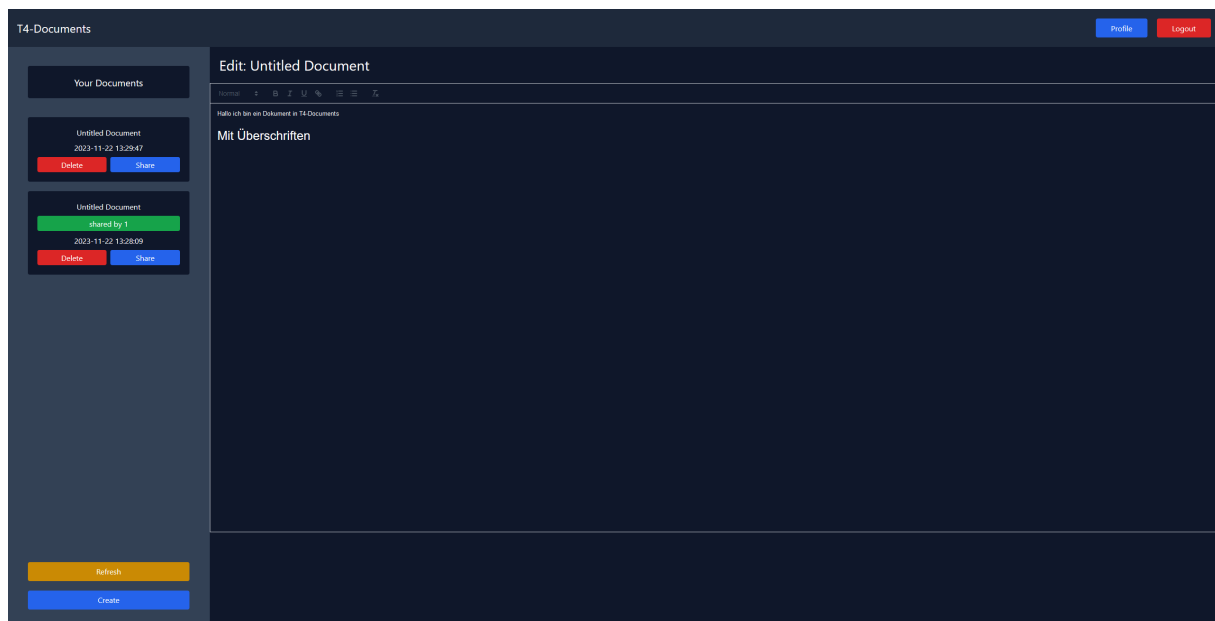 T4-Documents
Profile
Logout
Your Documents
Untitled Document
2023-11-22 13:29:47
Delete
Share
Untitled Document
shared by 1
2023-11-22 13:28:09
Delete
Share
Refresh
Create
Edit: Untitled Document
Normal
Hallo ich bin ein Dokument in T4-Documents
Mit Überschriften